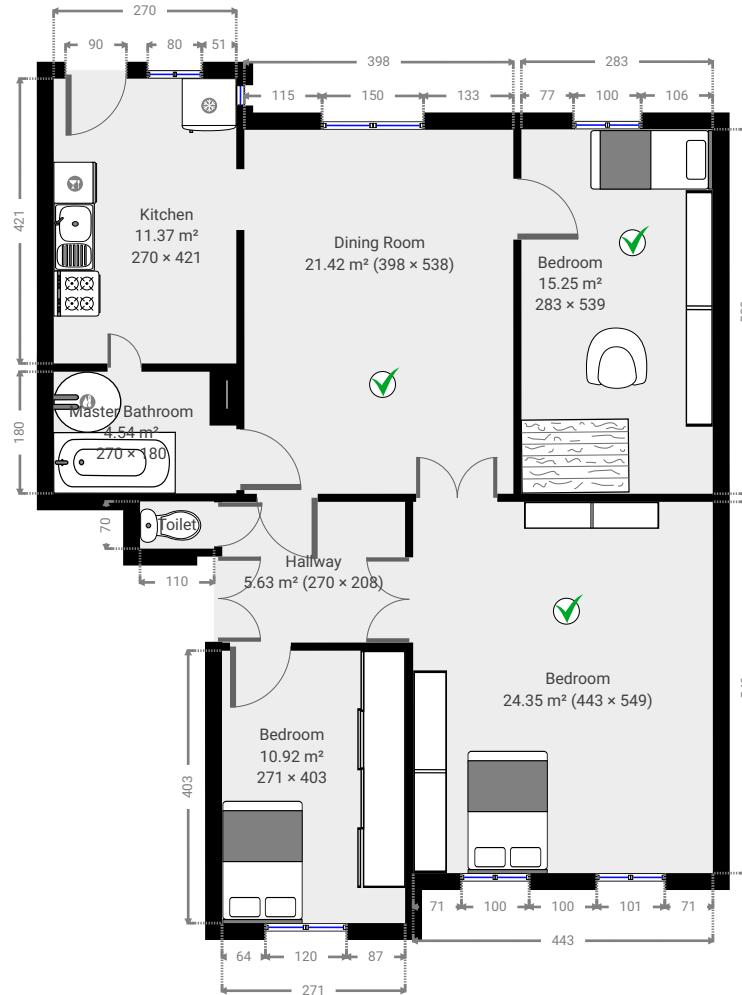 270
90
80
51
398
283
115
150
133
77
100
106
421
Kitchen
11.37 m²
270 × 421
Dining Room
21.42 m² (398 × 538)
Bedroom
15.25 m²
283 × 539
180
Master Bathroom
4.54 m²
270 × 180
70
Toilet
110
Hallway
5.63 m² (270 × 208)
Bedroom
24.35 m² (443 × 549)
403
Bedroom
10.92 m²
271 × 403
71
100
100
101
71
443
64
120
87
271